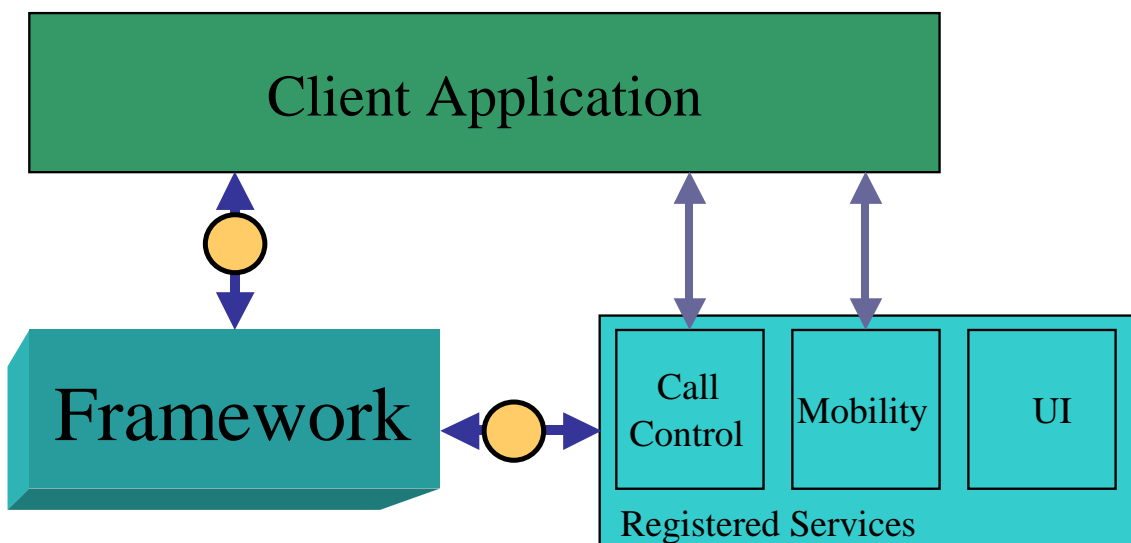 Client Application
Framework
Call
Control
Mobility
UI
Registered Services